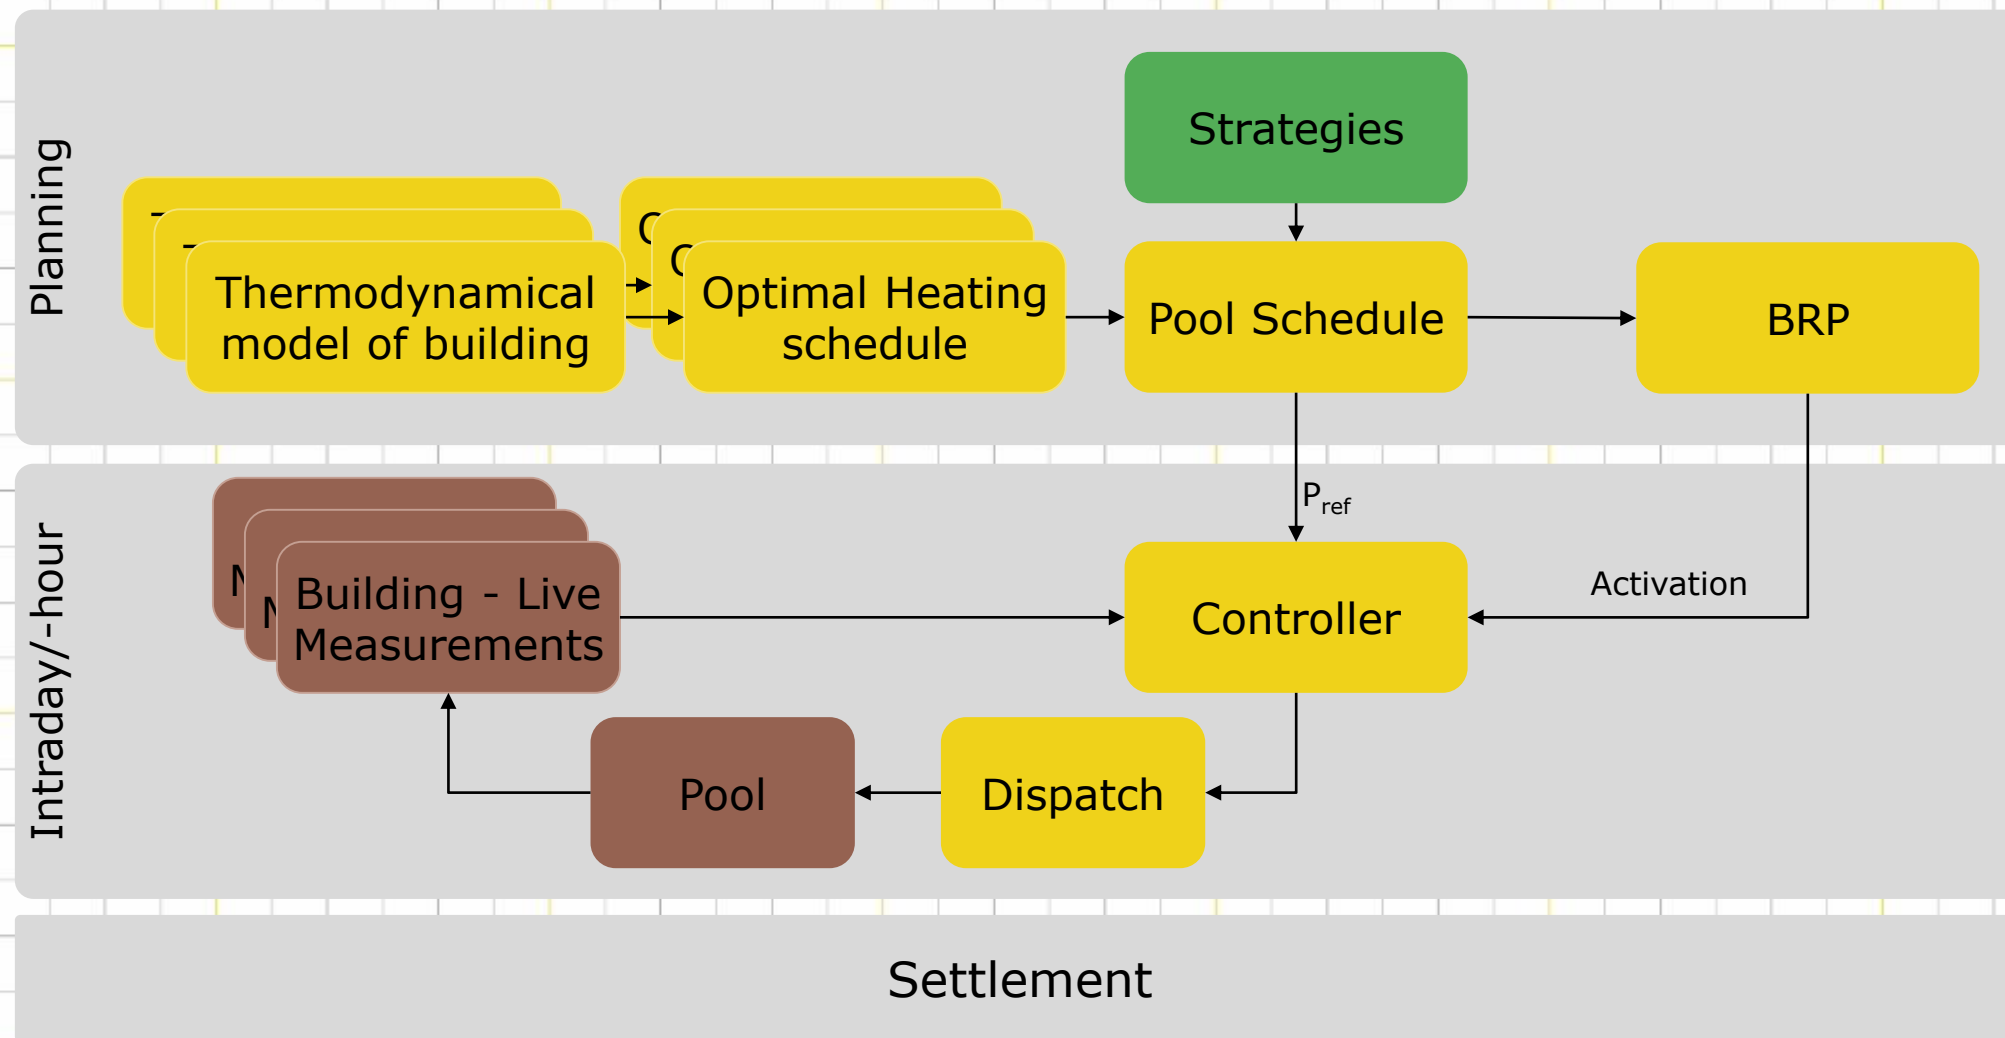 Planning
Strategies
Thermodynamical
model of building
Optimal Heating
schedule
Pool Schedule
BRP
Intraday/-hour
P_ref
Building - Live
Measurements
Controller
Activation
Pool
Dispatch
Settlement